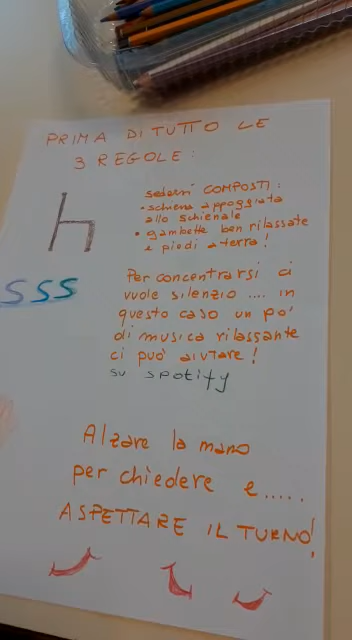 PRIMA DI TUTTO LE
3 REGOLE:
sedersi COMPOSTI:
• schiena appoggiata
allo schienale
• gambette ben rilassate
e piedi a terra!
SSS
Per concentrarsi ci
vuole silenzio .... in
questo caso un po'
di musica rilassante
ci può aiutare!
su spotify
Alzare la mano
per chiedere e.....
ASPETTARE IL TURNO!